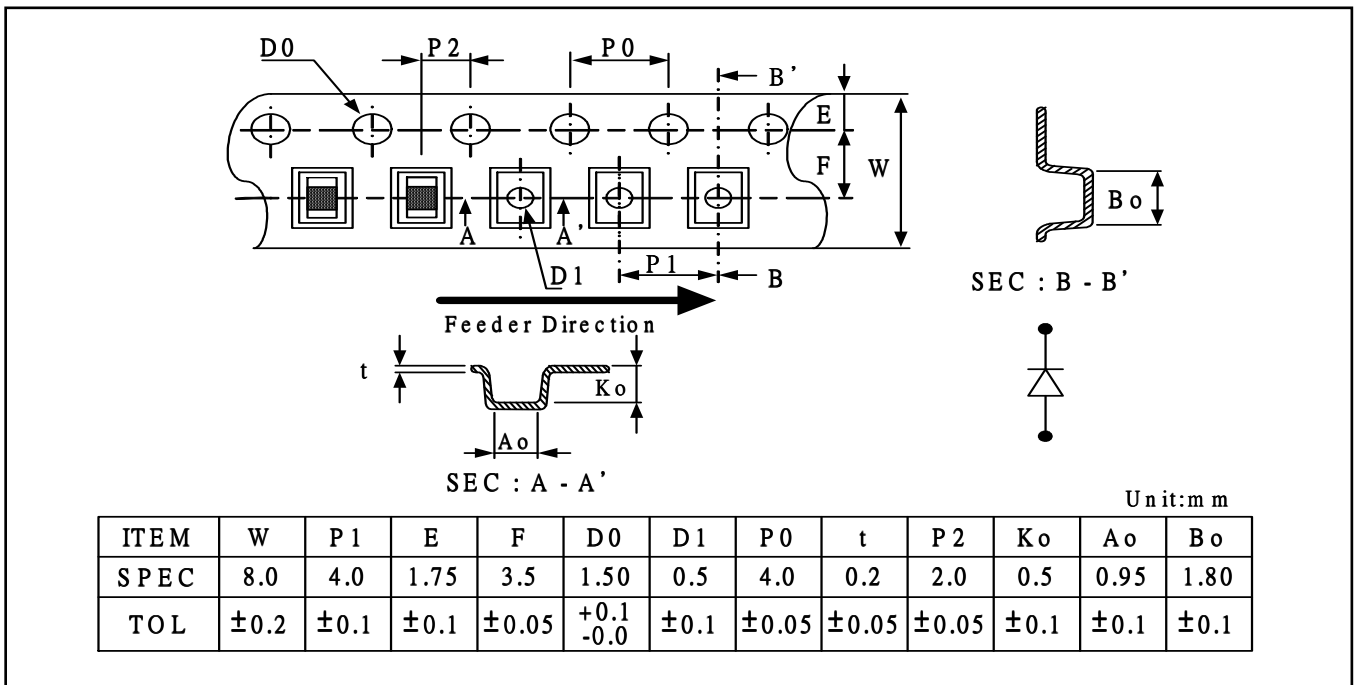 D0
P2
P0
B'
E
F
W
A
A'
D1
P1
B
Feeder Direction
Bo
SEC : B - B'
t
Ko
Ao
SEC : A - A'
Unit:mm
ITEM W P1 E F D0 D1 P0 t P2 Ko Ao Bo
SPEC 8.0 4.0 1.75 3.5 1.50 0.5 4.0 0.2 2.0 0.5 0.95 1.80
TOL ±0.2 ±0.1 ±0.1 ±0.05 +0.1 -0.0 ±0.1 ±0.05 ±0.05 ±0.05 ±0.1 ±0.1 ±0.1